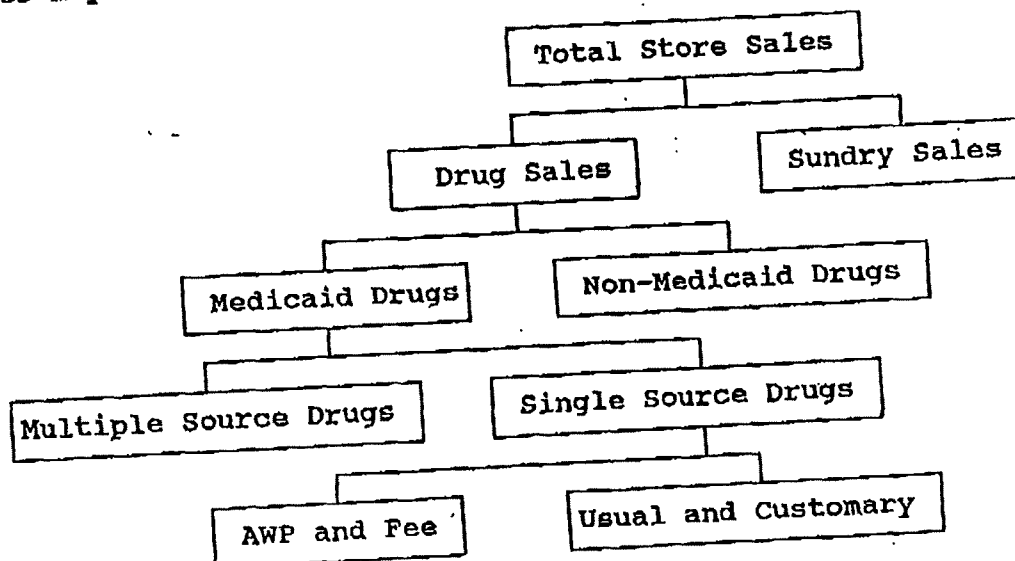 Total Store Sales
Drug Sales
Sundry Sales
Medicaid Drugs
Non-Medicaid Drugs
Multiple Source Drugs
Single Source Drugs
AWP and Fee
Usual and Customary